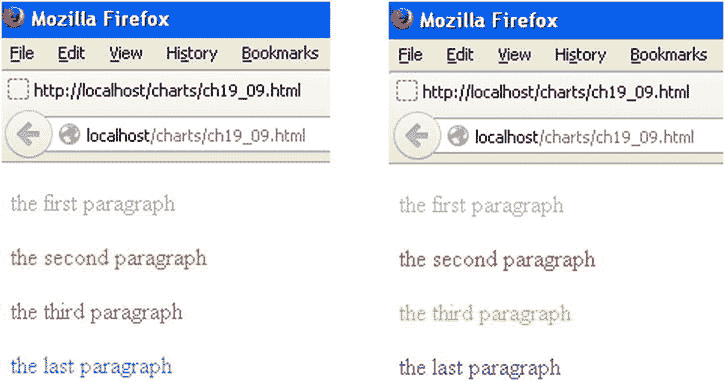 Mozilla Firefox
File Edit View History Bookmarks
http://localhost/charts/ch19_09.html
localhost/charts/ch19_09.html
the first paragraph
the second paragraph
the third paragraph
the last paragraph
Mozilla Firefox
File Edit View History Bookmarks
http://localhost/charts/ch19_09.html
localhost/charts/ch19_09.html
the first paragraph
the second paragraph
the third paragraph
the last paragraph